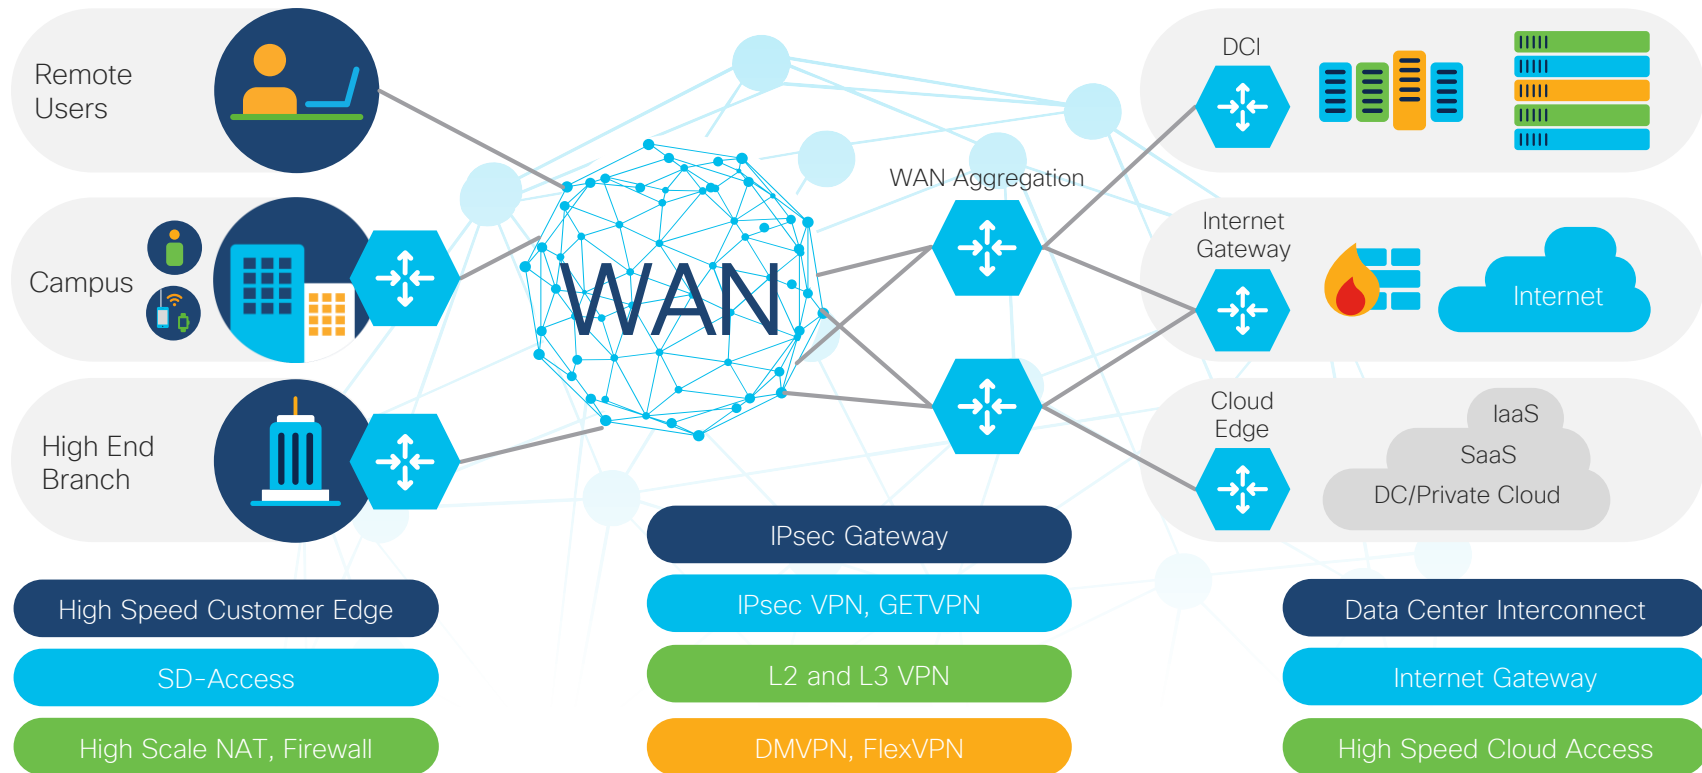 Remote
Users
Campus
High End
Branch
WAN
WAN Aggregation
DCI
Internet
Gateway
Internet
Cloud
Edge
IaaS
SaaS
DC/Private Cloud
High Speed Customer Edge
SD-Access
High Scale NAT, Firewall
IPsec Gateway
IPsec VPN, GETVPN
L2 and L3 VPN
DMVPN, FlexVPN
Data Center Interconnect
Internet Gateway
High Speed Cloud Access